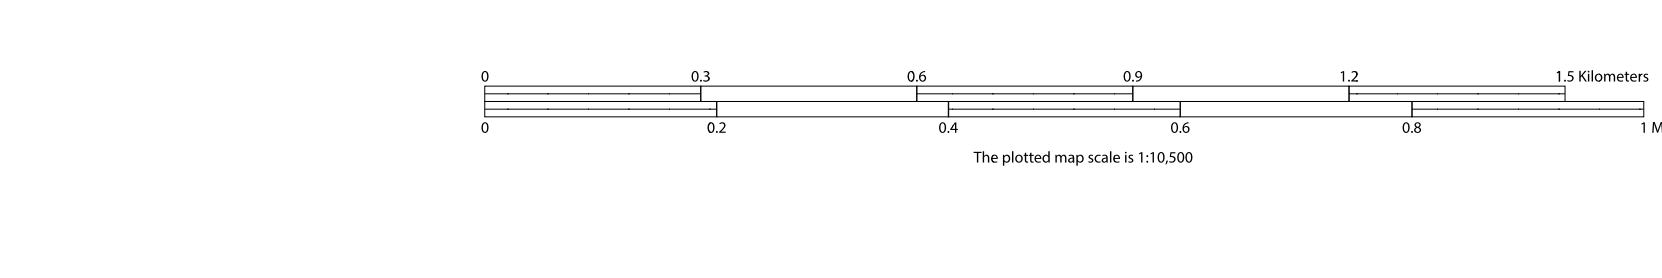 0 0.3 0.6 0.9 1.2 1.5 Kilometers
0 0.2 0.4 0.6 0.8 1 M
The plotted map scale is 1:10,500